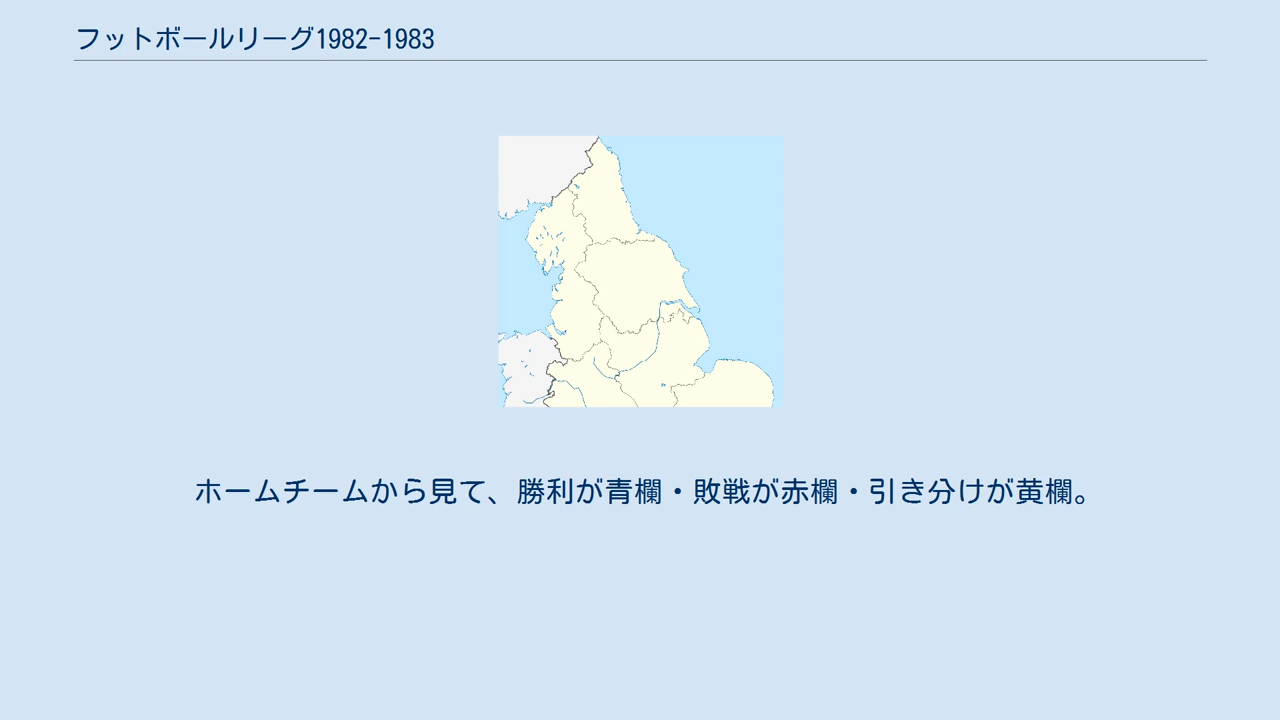 フットボールリーグ1982-1983
ホームチームから見て、勝利が青欄・敗戦が赤欄・引き分けが黄欄。